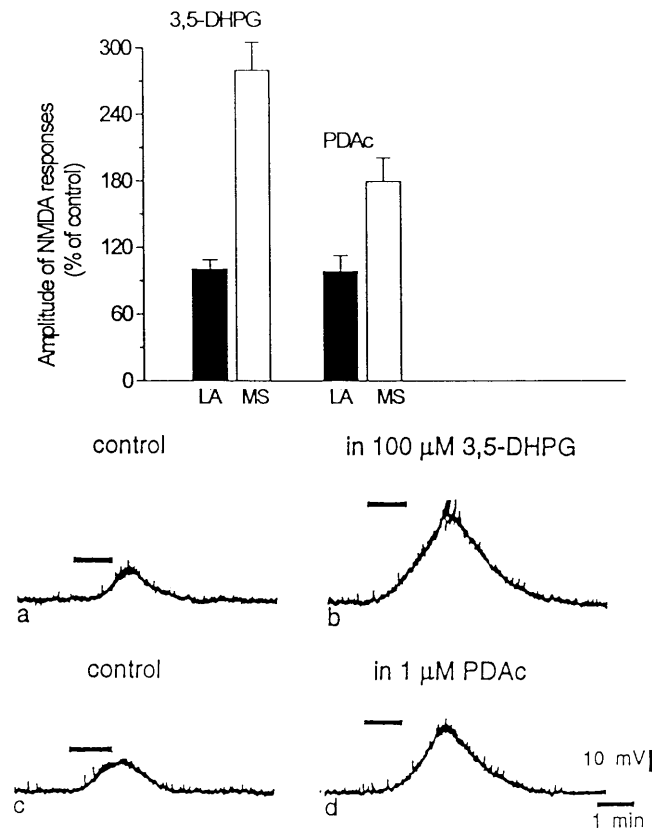 3,5-DHPG
300
240
180
120
60
0
Amplitude of NMDA responses
(% of control)
PDAc
LA MS LA MS
control
in 100 μM 3,5-DHPG
a
b
control
in 1 μM PDAc
c
d
10 mV
1 min